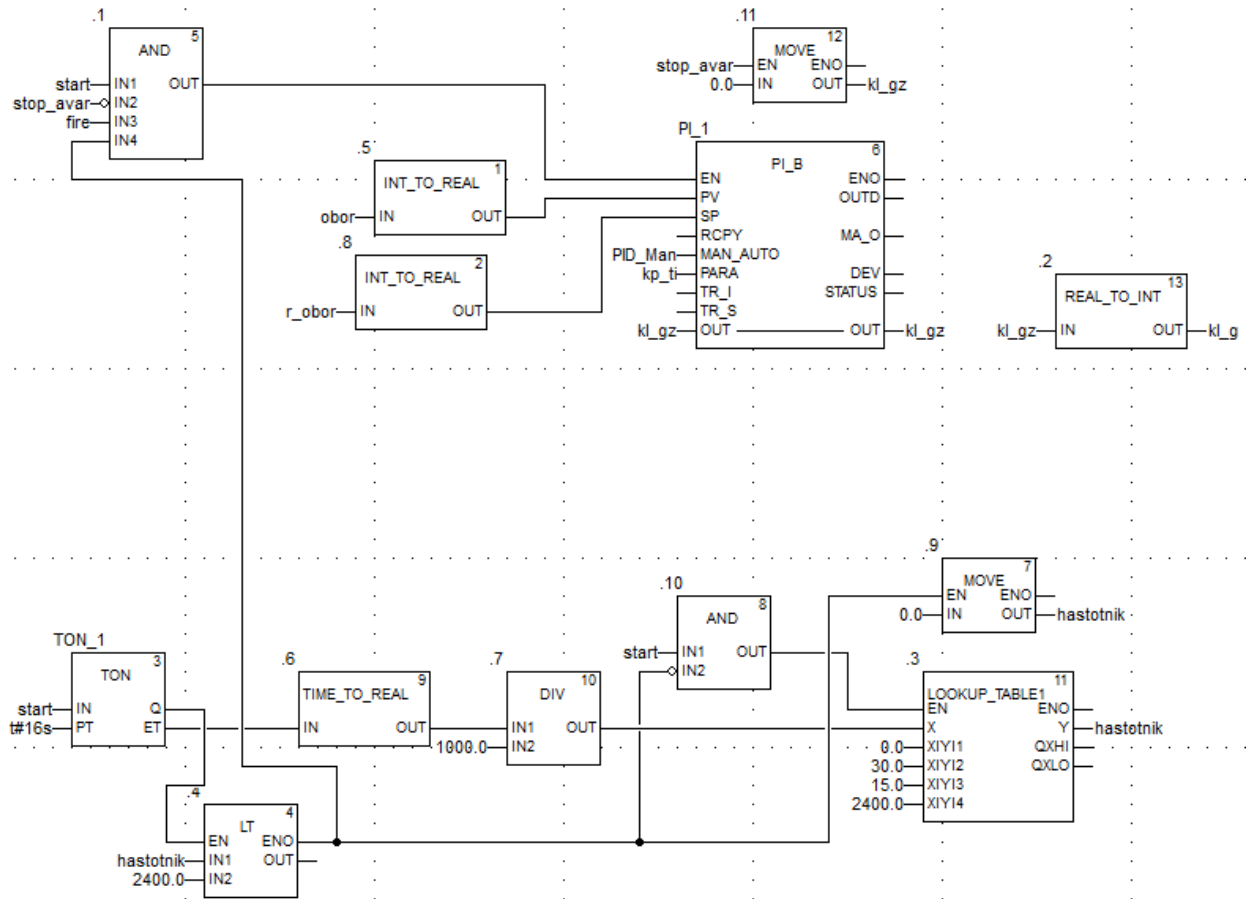 .1
5
AND
start IN1 OUT
stop_avar IN2
fire IN3
IN4
.11
12
MOVE
stop_avar EN ENO
0.0 IN OUT kl_gz
.5
1
INT_TO_REAL
obor IN OUT
.8
2
INT_TO_REAL
r_obor IN OUT
PI_1
6
PI_B
EN ENO
PV OUTD
SP
RCPY MA_O
PID_Man MAN_AUTO
kp_ti PARA DEV
TR_I STATUS
TR_S
kl_gz OUT OUT kl_gz
.2
13
REAL_TO_INT
kl_gz IN OUT kl_g
.9
7
MOVE
EN ENO
0.0 IN OUT hastotnik
.10
8
AND
start IN1 OUT
IN2
TON_1
3
TON
start IN Q
t#16s PT ET
.6
9
TIME_TO_REAL
IN OUT
.7
10
DIV
IN1 OUT
1000.0 IN2
.3
11
LOOKUP_TABLE1
EN ENO
X Y hastotnik
0.0 XIYI1 QXHI
30.0 XIYI2 QXLO
15.0 XIYI3
2400.0 XIYI4
.4
4
LT
EN ENO
hastotnik IN1 OUT
2400.0 IN2